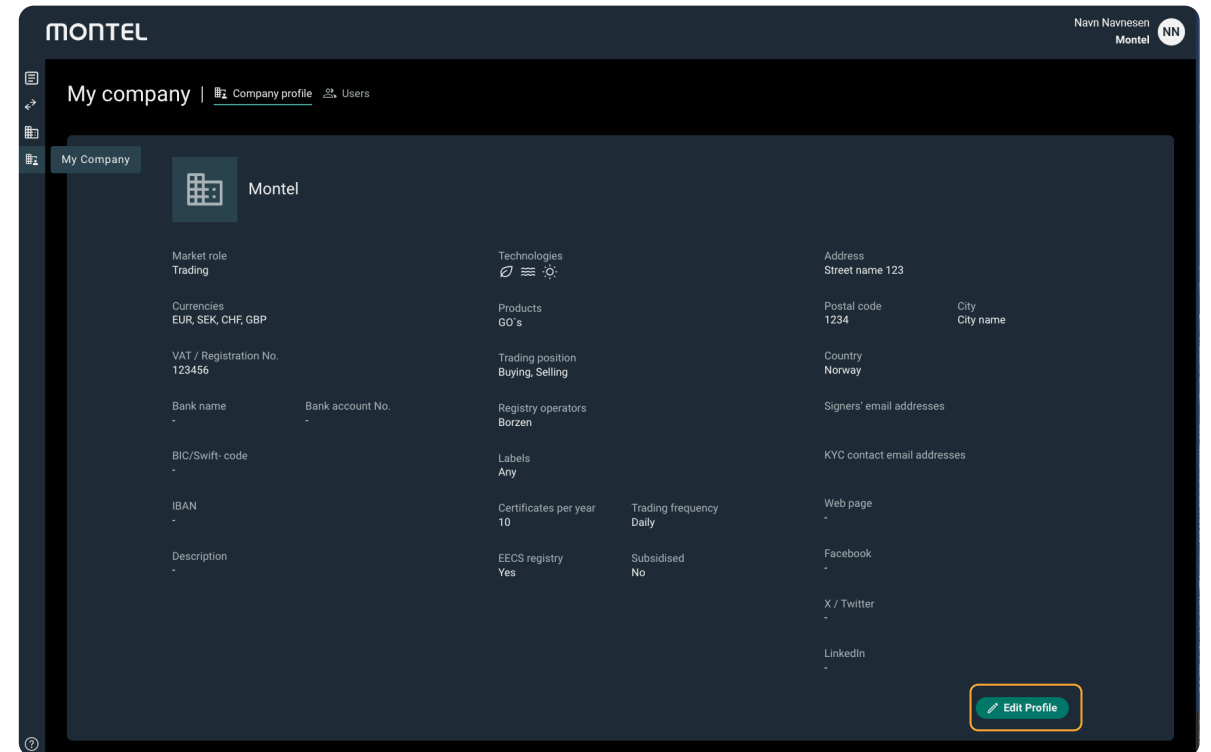 MONTEL
Navn Navnesen
Montel
NN
My company | Company profile Users
My Company
Montel
Market role
Trading
Currencies
EUR, SEK, CHF, GBP
VAT / Registration No.
123456
Bank name Bank account No.
- -
BIC/Swift- code
-
IBAN
-
Description
-
Technologies
Products
GO`s
Trading position
Buying, Selling
Registry operators
Borzen
Labels
Any
Certificates per year Trading frequency
10 Daily
EECS registry Subsidised
Yes No
Address
Street name 123
Postal code City
1234 City name
Country
Norway
Signers' email addresses
KYC contact email addresses
Web page
-
Facebook
-
X / Twitter
-
LinkedIn
-
Edit Profile
?